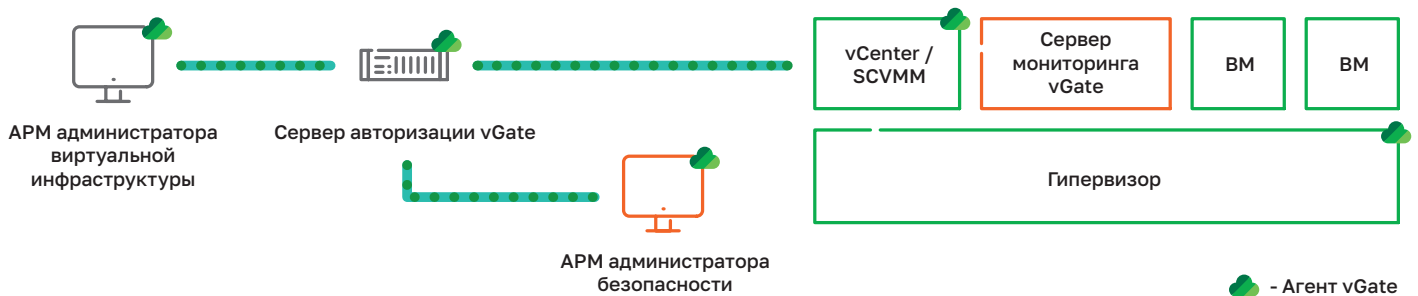 АРМ администратора
виртуальной
инфраструктуры
Сервер авторизации vGate
АРМ администратора
безопасности
vCenter /
SCVMM
Сервер
мониторинга
vGate
ВМ
ВМ
Гипервизор
- Агент vGate